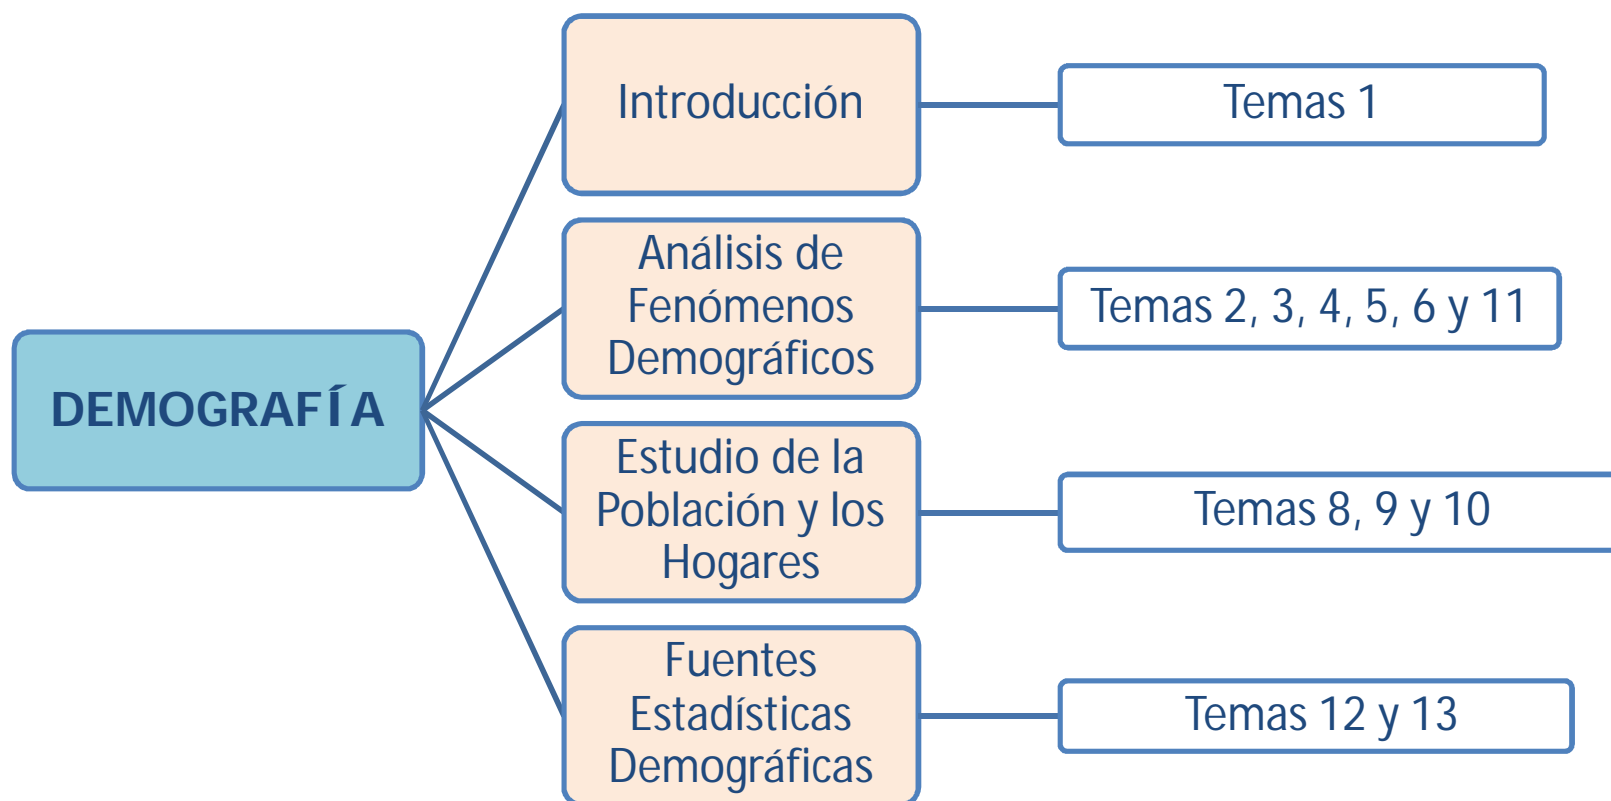 DEMOGRAFÍA
Introducción
Temas 1
Análisis de
Fenómenos
Demográficos
Temas 2, 3, 4, 5, 6 y 11
Estudio de la
Población y los
Hogares
Temas 8, 9 y 10
Fuentes
Estadísticas
Demográficas
Temas 12 y 13